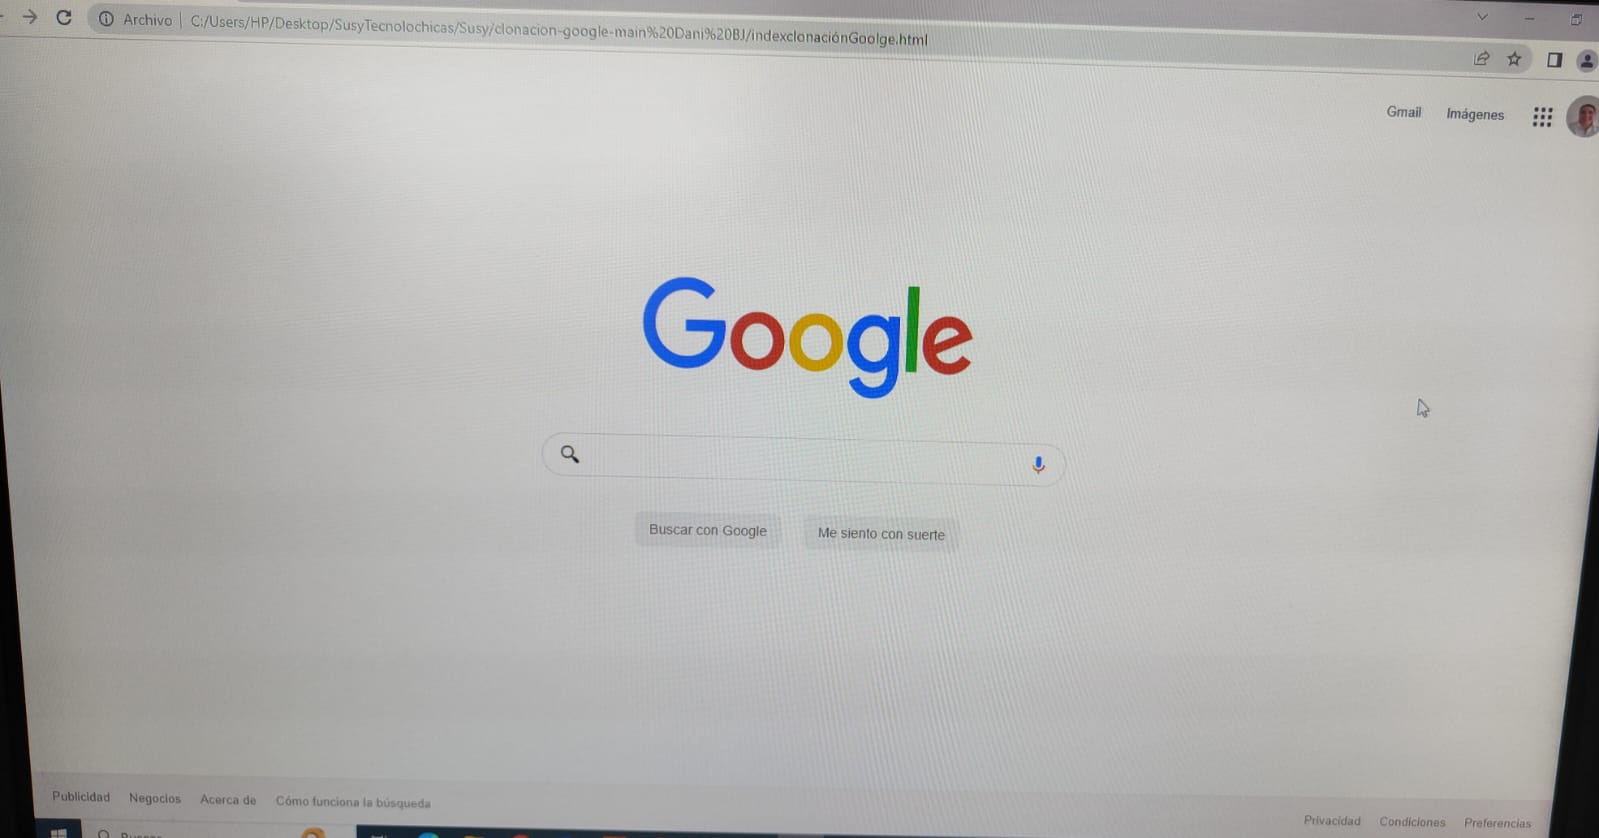 Archivo | C:/Users/HP/Desktop/SusyTecnolochicas/Susy/clonacion-google-main%20Dani%20BJ/indexclonaciónGoolge.html
Gmail Imágenes
Google
Buscar con Google Me siento con suerte
Publicidad Negocios Acerca de Cómo funciona la búsqueda
Privacidad Condiciones Preferencias